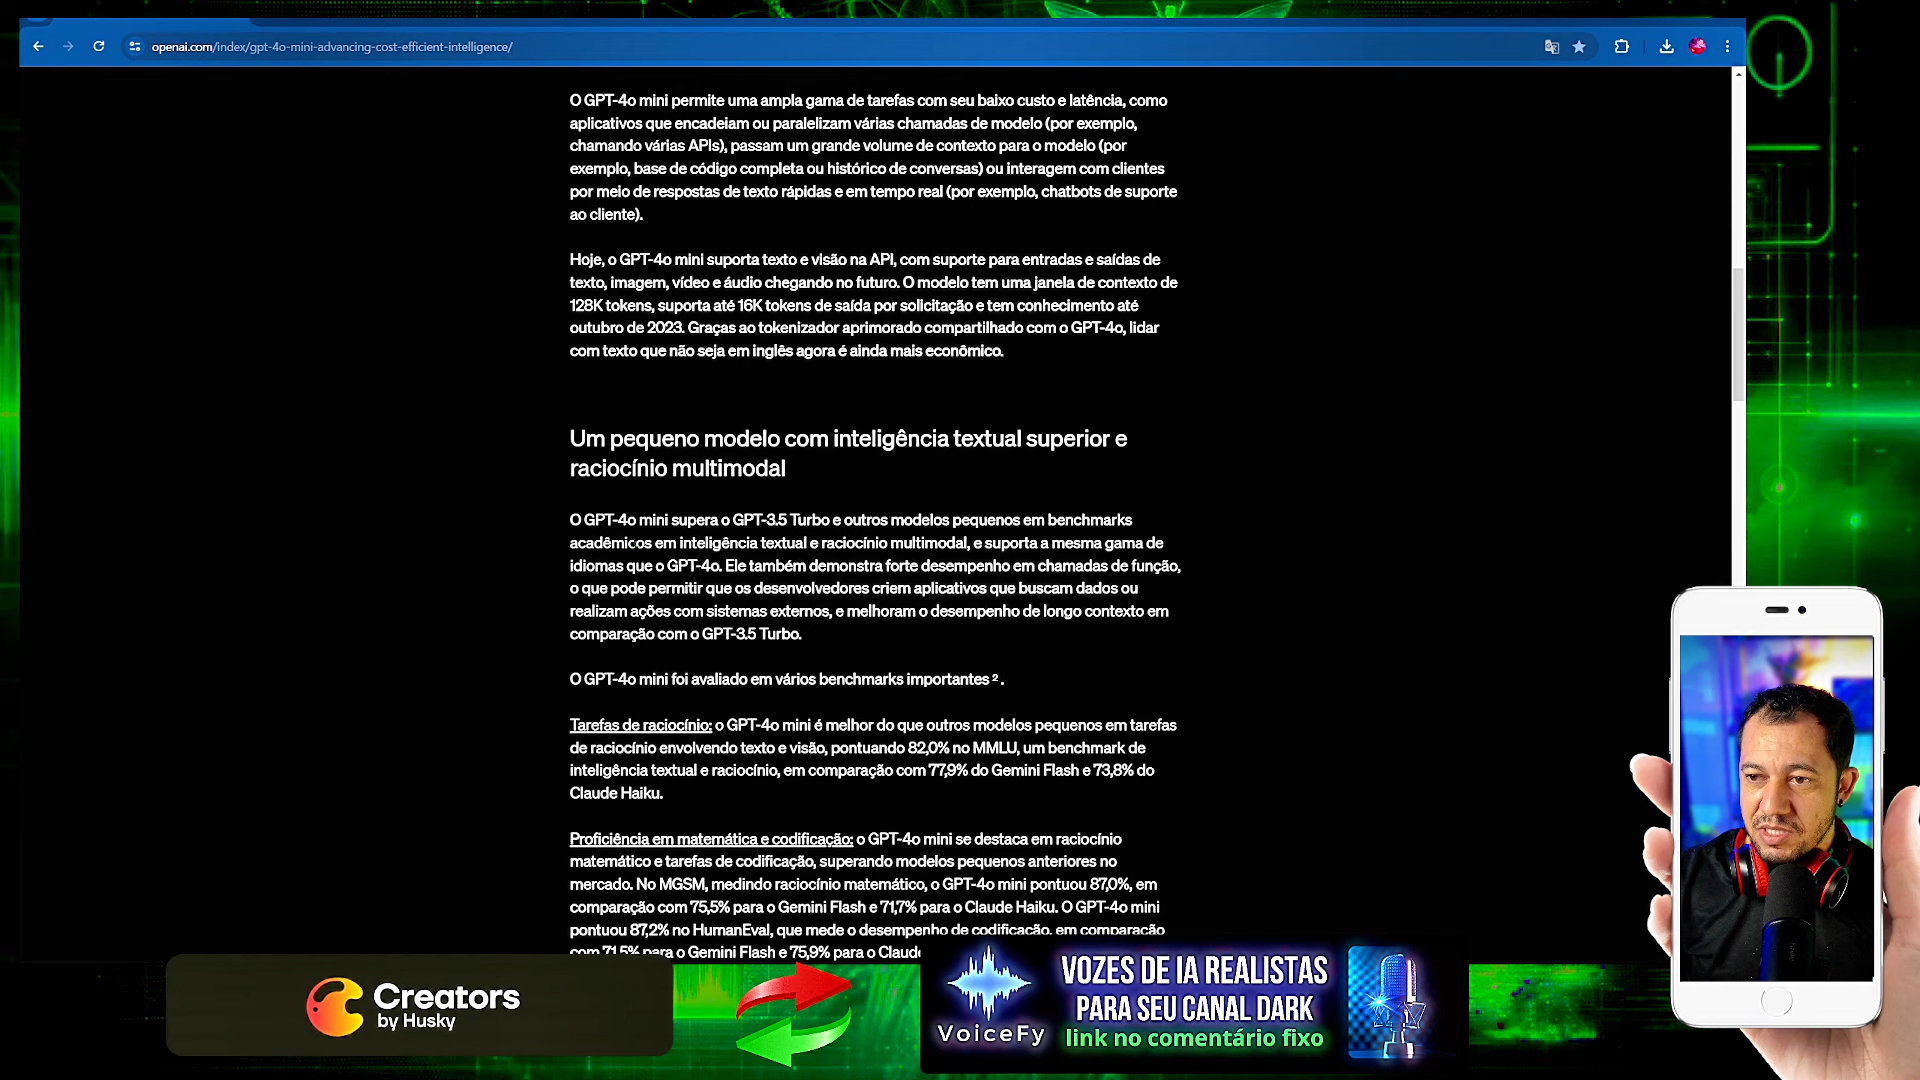 openai.com/index/gpt-4o-mini-advancing-cost-efficient-intelligence/
O GPT-4o mini permite uma ampla gama de tarefas com seu baixo custo e latência, como
aplicativos que encadeiam ou paralelizam várias chamadas de modelo (por exemplo,
chamando várias APIs), passam um grande volume de contexto para o modelo (por
exemplo, base de código completa ou histórico de conversas) ou interagem com clientes
por meio de respostas de texto rápidas e em tempo real (por exemplo, chatbots de suporte
ao cliente).
Hoje, o GPT-4o mini suporta texto e visão na API, com suporte para entradas e saídas de
texto, imagem, vídeo e áudio chegando no futuro. O modelo tem uma janela de contexto de
128K tokens, suporta até 16K tokens de saída por solicitação e tem conhecimento até
outubro de 2023. Graças ao tokenizador aprimorado compartilhado com o GPT-4o, lidar
com texto que não seja em inglês agora é ainda mais econômico.
Um pequeno modelo com inteligência textual superior e
raciocínio multimodal
O GPT-4o mini supera o GPT-3.5 Turbo e outros modelos pequenos em benchmarks
acadêmicos em inteligência textual e raciocínio multimodal, e suporta a mesma gama de
idiomas que o GPT-4o. Ele também demonstra forte desempenho em chamadas de função,
o que pode permitir que os desenvolvedores criem aplicativos que buscam dados ou
realizam ações com sistemas externos, e melhoram o desempenho de longo contexto em
comparação com o GPT-3.5 Turbo.
O GPT-4o mini foi avaliado em vários benchmarks importantes ² .
Tarefas de raciocínio: o GPT-4o mini é melhor do que outros modelos pequenos em tarefas
de raciocínio envolvendo texto e visão, pontuando 82,0% no MMLU, um benchmark de
inteligência textual e raciocínio, em comparação com 77,9% do Gemini Flash e 73,8% do
Claude Haiku.
Proficiência em matemática e codificação: o GPT-4o mini se destaca em raciocínio
matemático e tarefas de codificação, superando modelos pequenos anteriores no
mercado. No MGSM, medindo raciocínio matemático, o GPT-4o mini pontuou 87,0%, em
comparação com 75,5% para o Gemini Flash e 71,7% para o Claude Haiku. O GPT-4o mini
pontuou 87,2% no HumanEval, que mede o desempenho de codificação, em comparação
com 71,5% para o Gemini Flash e 75,9% para o Claude
Creators
by Husky
VoiceFy
VOZES DE IA REALISTAS
PARA SEU CANAL DARK
link no comentário fixo